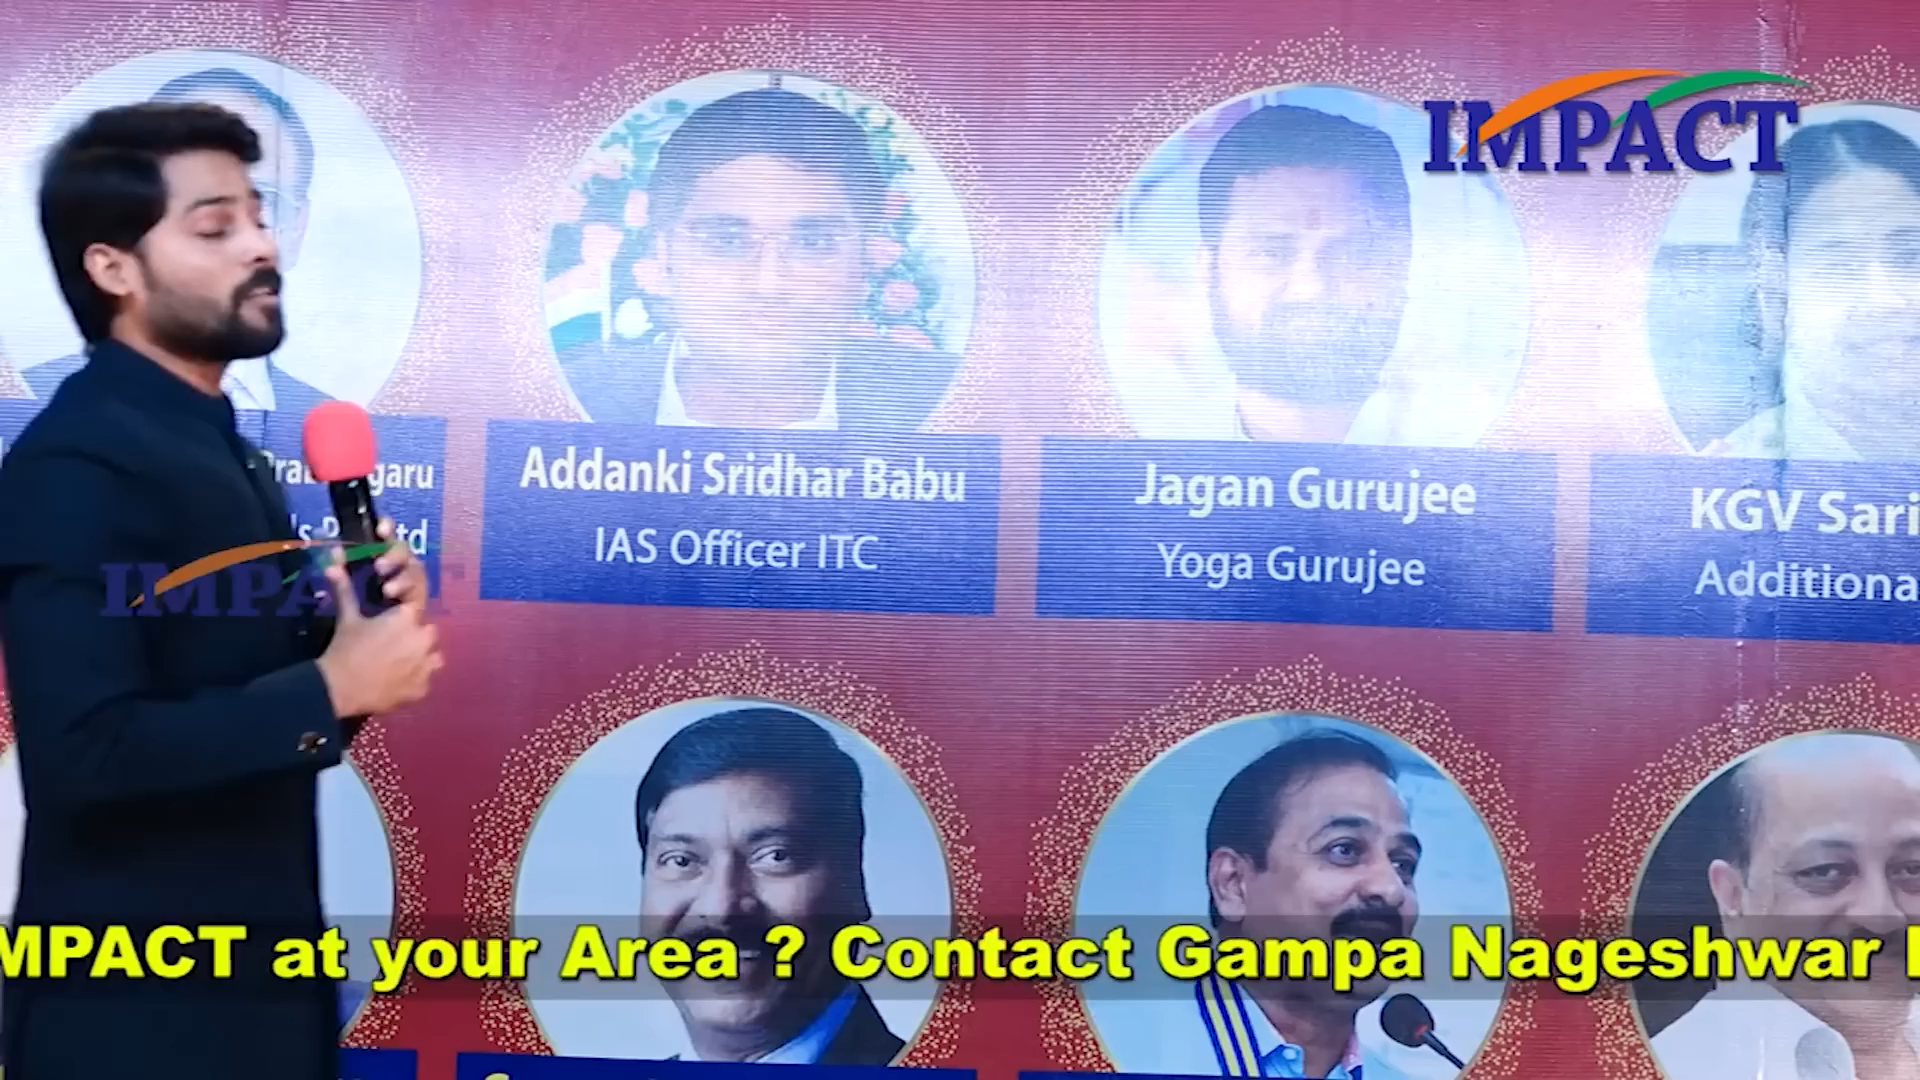 IMPACT
garu
Addanki Sridhar Babu
IAS Officer ITC
Jagan Gurujee
Yoga Gurujee
KGV Sari
Additiona
td
IMPACT
MPACT at your Area ? Contact Gampa Nageshwar